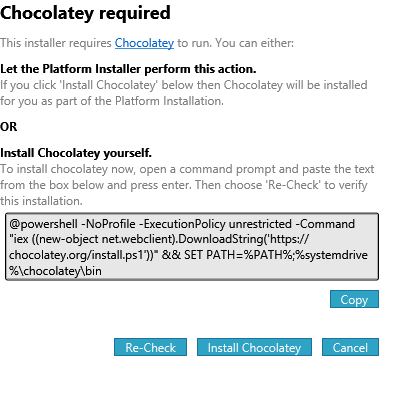 Chocolatey required
This installer requires Chocolatey to run. You can either:
Let the Platform Installer perform this action.
If you click 'Install Chocolatey' below then Chocolatey will be installed
for you as part of the Platform Installation.
OR
Install Chocolatey yourself.
To install chocolatey now, open a command prompt and paste the text
from the box below and press enter. Then choose 'Re-Check' to verify
this installation.
@powershell -NoProfile -ExecutionPolicy unrestricted -Command
"iex ((new-object net.webclient).DownloadString('https://
chocolatey.org/install.ps1'))" && SET PATH=%PATH%;%systemdrive
%\chocolatey\bin
Copy
Re-Check
Install Chocolatey
Cancel